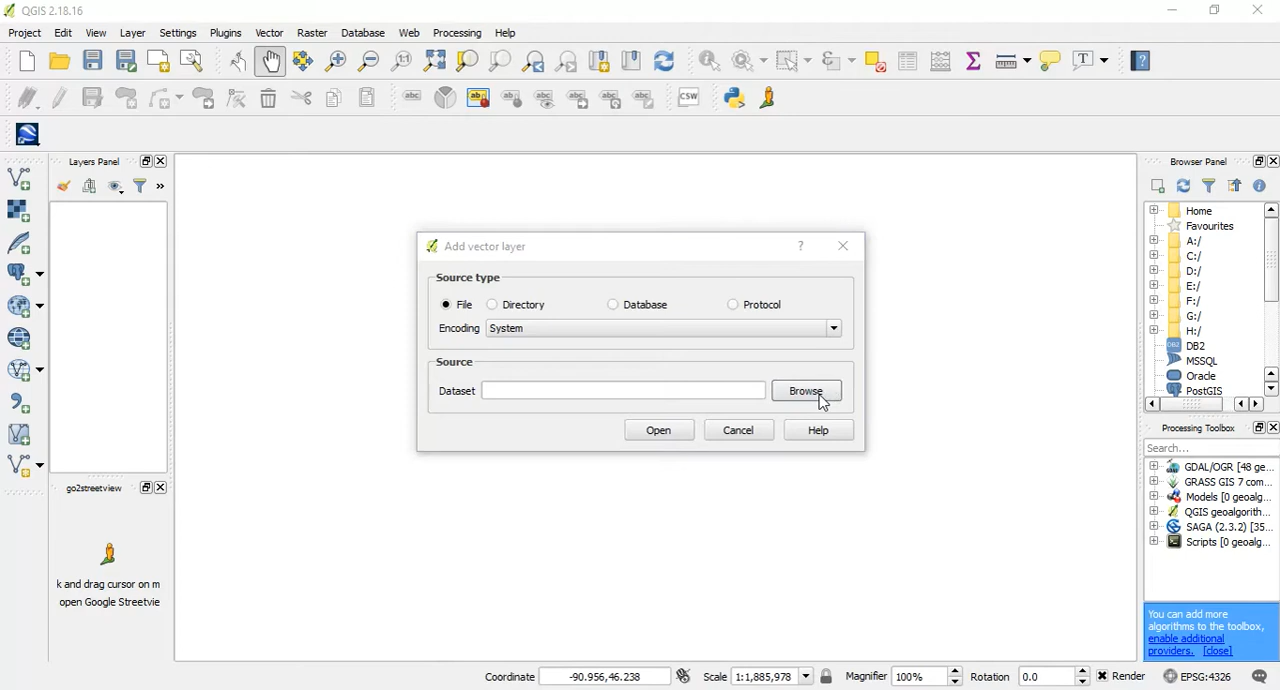 QGIS 2.18.16
Project Edit View Layer Settings Plugins Vector Raster Database Web Processing Help
CSW
Layers Panel
Browser Panel
Add vector layer
Source type
File Directory Database Protocol
Encoding System
Source
Dataset Browse
Open Cancel Help
Home
Favourites
A:/
C:/
D:/
E:/
F:/
G:/
H:/
DB2
MSSQL
Oracle
PostGIS
Processing Toolbox
Search...
GDAL/OGR [48 ge...
GRASS GIS 7 com...
Models [0 geoalg...
QGIS geoalgorith...
SAGA (2.3.2) [35...
Scripts [0 geoalg...
go2streetview
k and drag cursor on m
open Google Streetvie
You can add more
algorithms to the toolbox,
enable additional
providers. [close]
Coordinate -90.956,46.238 Scale 1:1,885,978 Magnifier 100% Rotation 0.0 Render EPSG:4326